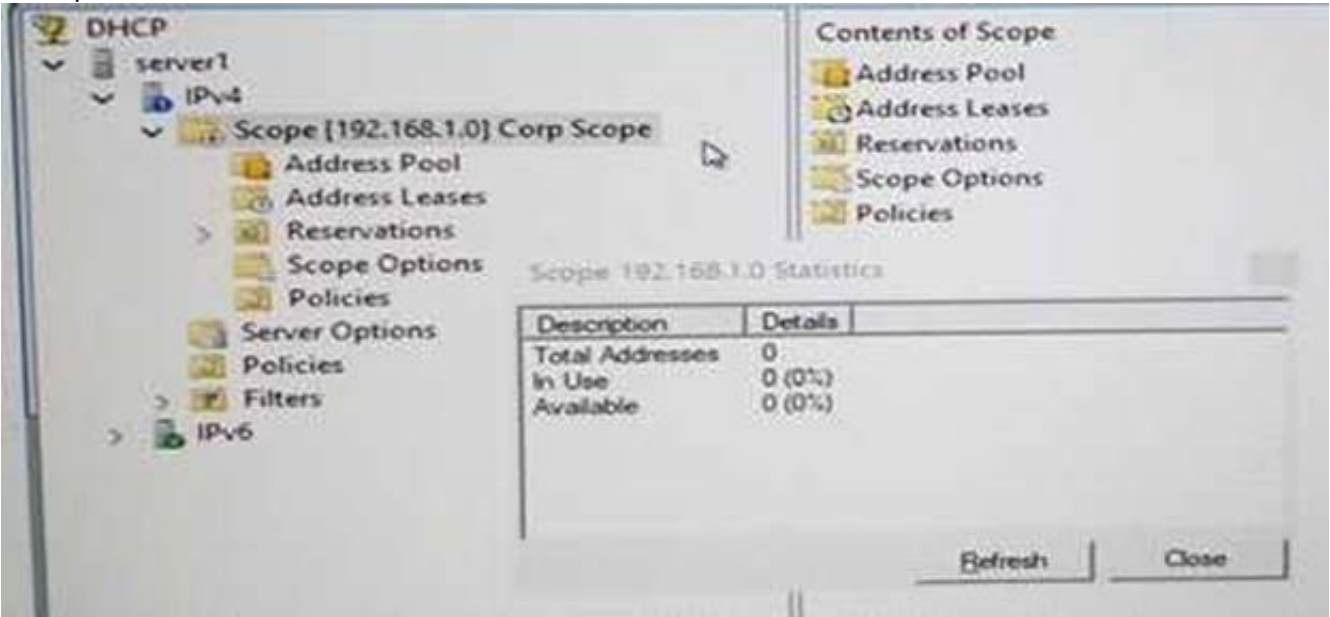 DHCP
server1
IPv4
Scope [192.168.1.0] Corp Scope
Address Pool
Address Leases
Reservations
Scope Options
Policies
Server Options
Policies
Filters
IPv6
Contents of Scope
Address Pool
Address Leases
Reservations
Scope Options
Policies
Scope 192.168.1.0 Statistics
Description Details
Total Addresses 0
In Use 0 (0%)
Available 0 (0%)
Refresh Close